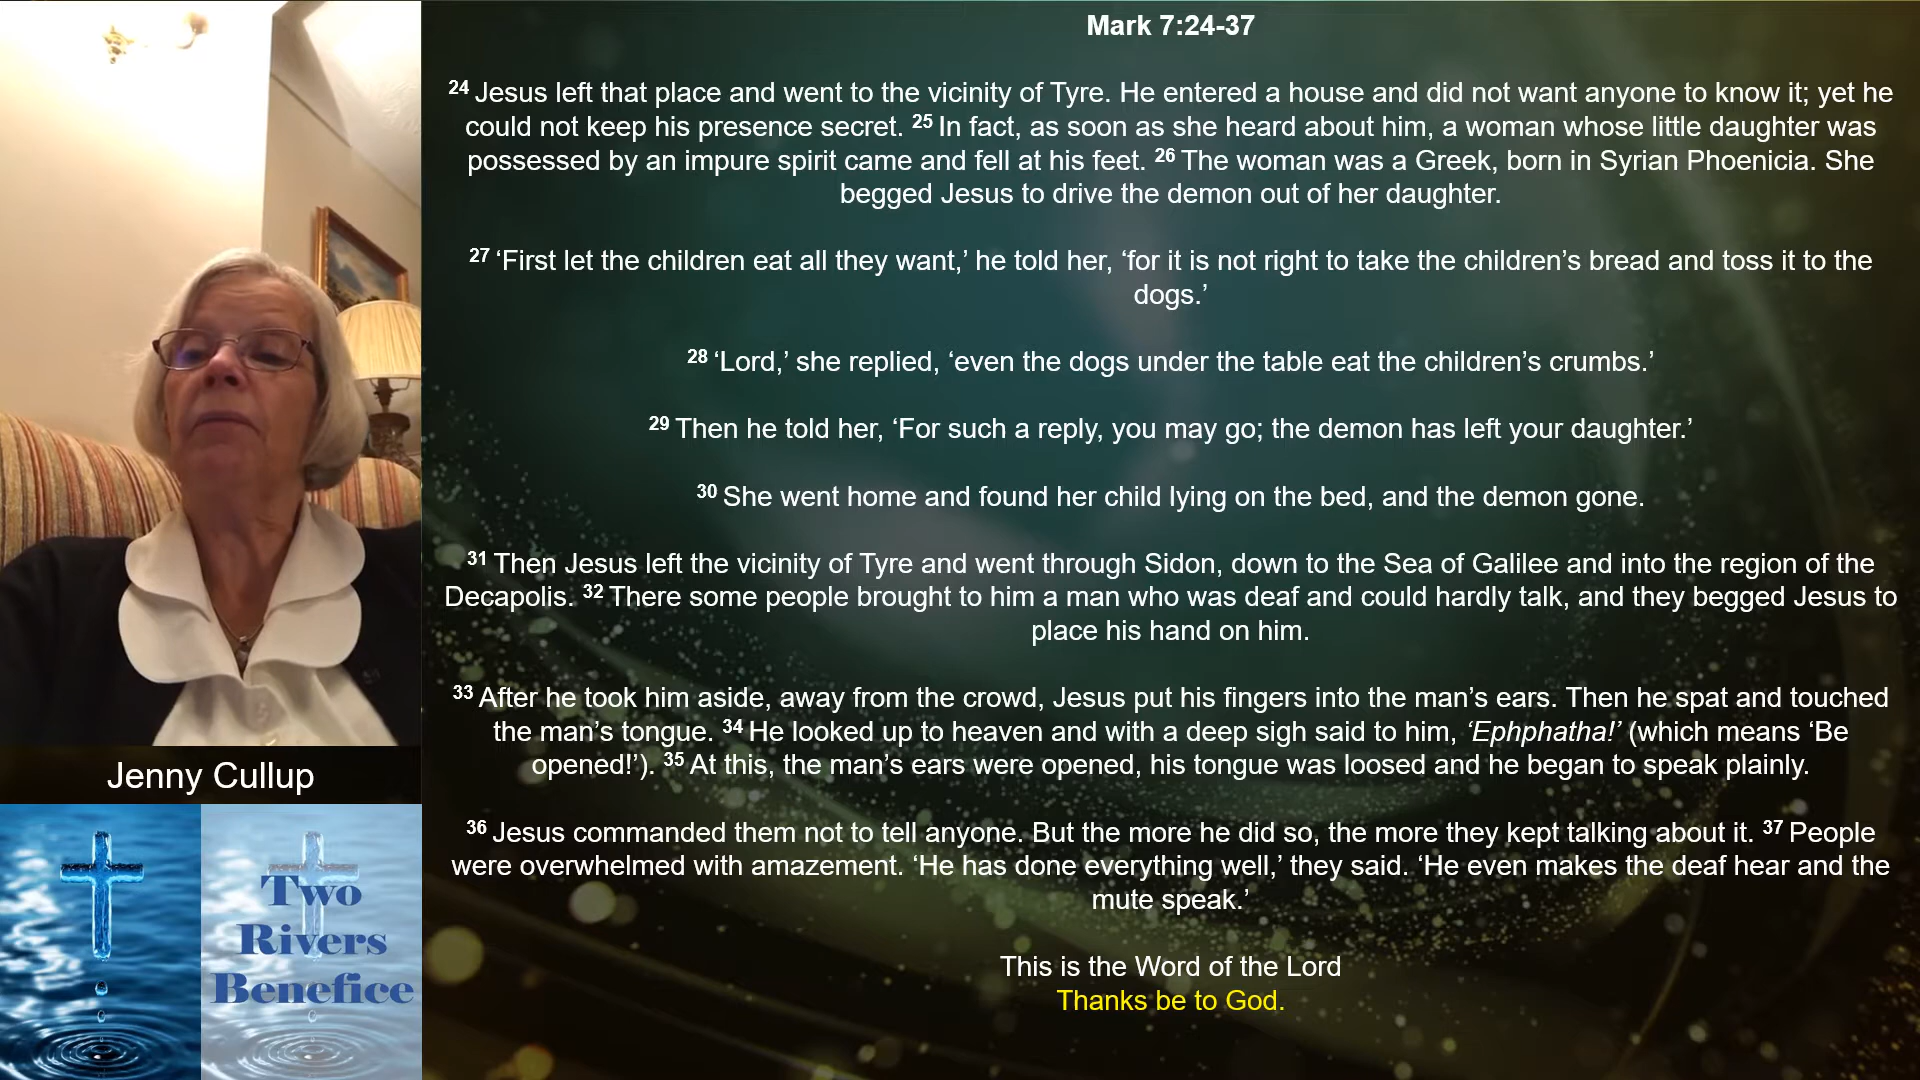 Mark 7:24-37
24 Jesus left that place and went to the vicinity of Tyre. He entered a house and did not want anyone to know it; yet he
could not keep his presence secret. 25 In fact, as soon as she heard about him, a woman whose little daughter was
possessed by an impure spirit came and fell at his feet. 26 The woman was a Greek, born in Syrian Phoenicia. She
begged Jesus to drive the demon out of her daughter.
27 ‘First let the children eat all they want,’ he told her, ‘for it is not right to take the children’s bread and toss it to the
dogs.’
28 ‘Lord,’ she replied, ‘even the dogs under the table eat the children’s crumbs.’
29 Then he told her, ‘For such a reply, you may go; the demon has left your daughter.’
30 She went home and found her child lying on the bed, and the demon gone.
31 Then Jesus left the vicinity of Tyre and went through Sidon, down to the Sea of Galilee and into the region of the
Decapolis. 32 There some people brought to him a man who was deaf and could hardly talk, and they begged Jesus to
place his hand on him.
33 After he took him aside, away from the crowd, Jesus put his fingers into the man’s ears. Then he spat and touched
the man’s tongue. 34 He looked up to heaven and with a deep sigh said to him, ‘Ephphatha!’ (which means ‘Be
opened!’). 35 At this, the man’s ears were opened, his tongue was loosed and he began to speak plainly.
36 Jesus commanded them not to tell anyone. But the more he did so, the more they kept talking about it. 37 People
were overwhelmed with amazement. ‘He has done everything well,’ they said. ‘He even makes the deaf hear and the
mute speak.’
This is the Word of the Lord
Thanks be to God.
Jenny Cullup
Two
Rivers
Benefice